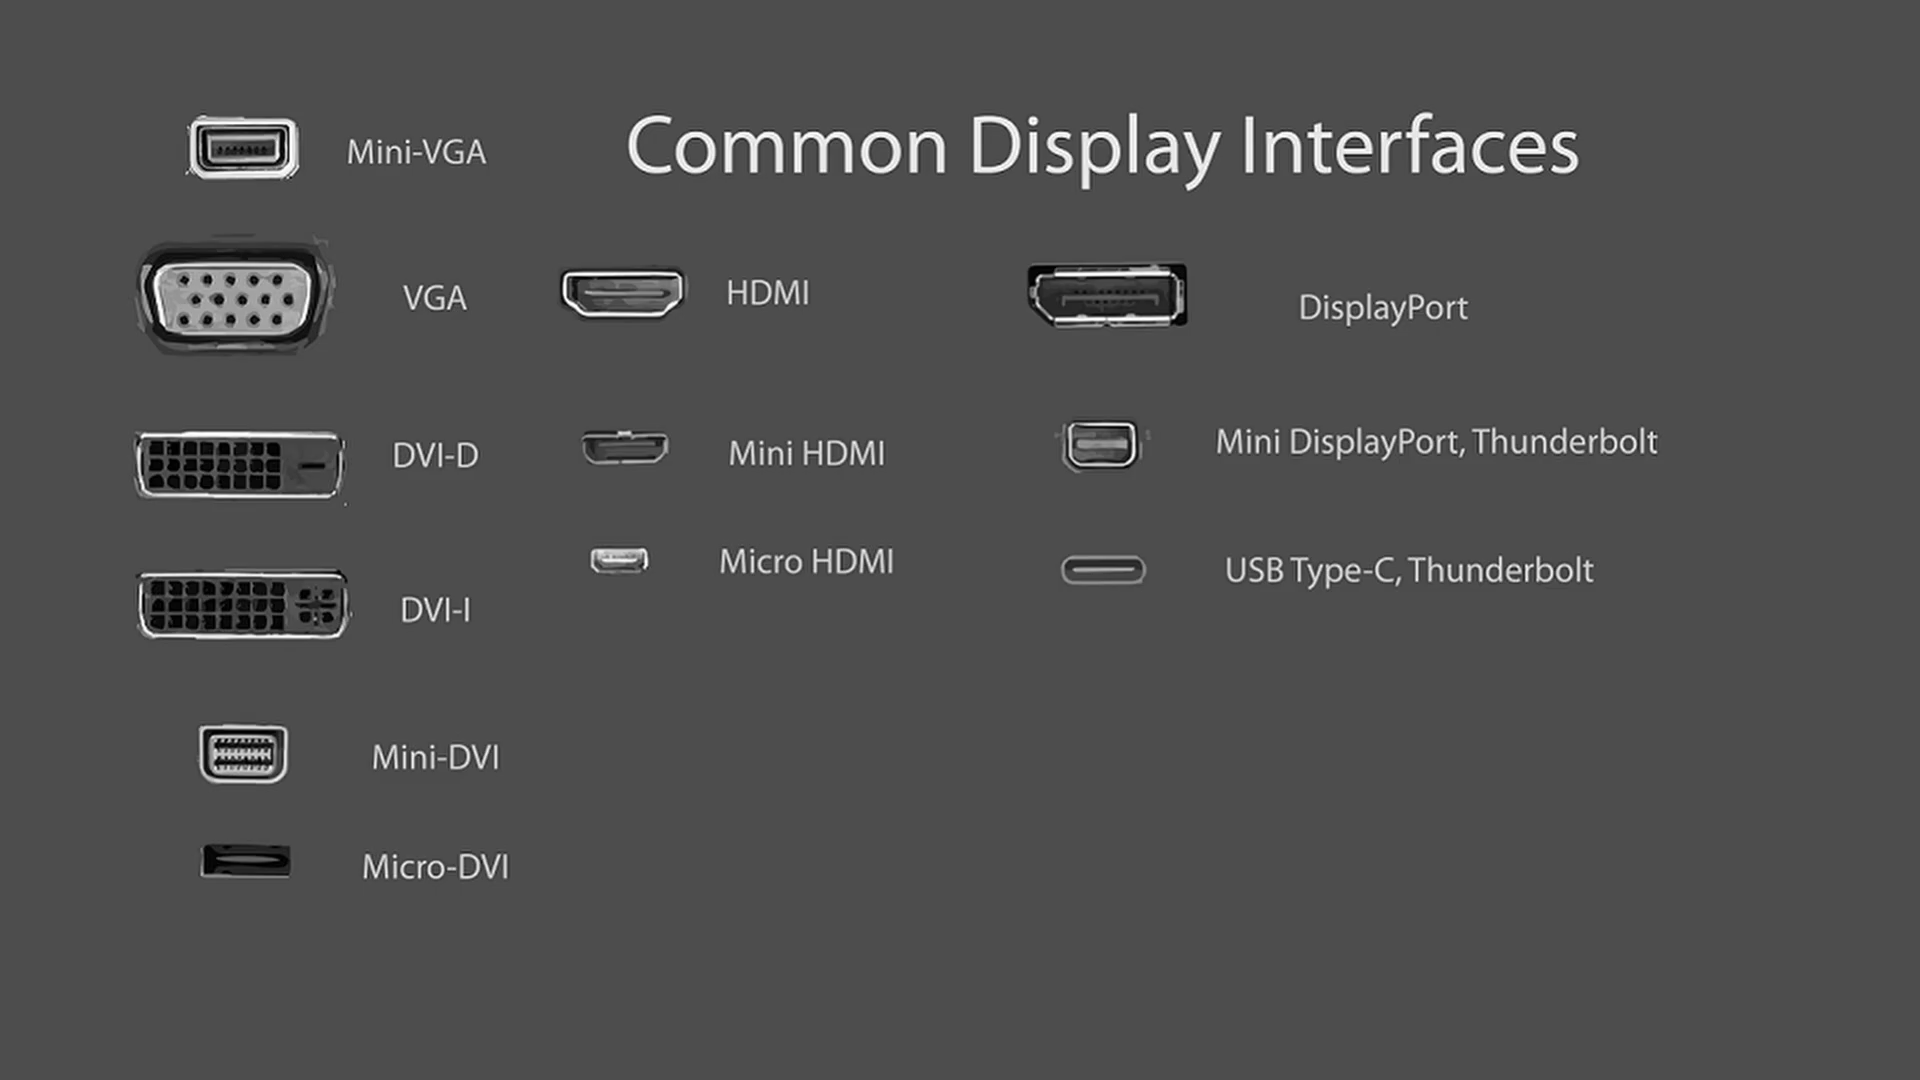 Common Display Interfaces
Mini-VGA
VGA
DVI-D
DVI-I
Mini-DVI
Micro-DVI
HDMI
Mini HDMI
Micro HDMI
DisplayPort
Mini DisplayPort, Thunderbolt
USB Type-C, Thunderbolt